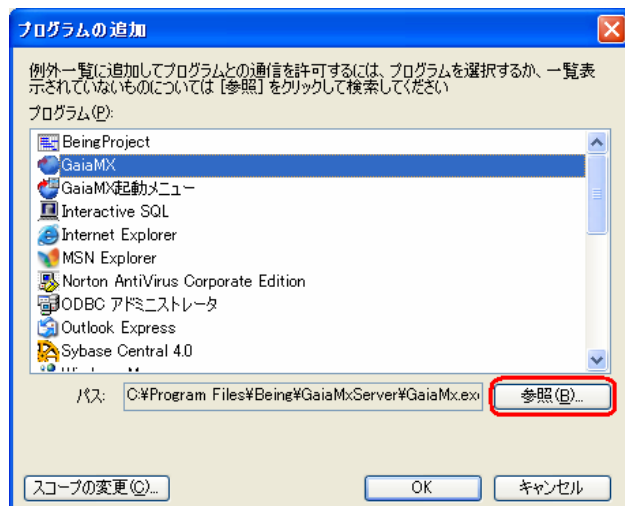 プログラムの追加
例外一覧に追加してプログラムとの通信を許可するには、プログラムを選択するか、一覧表
示されていないものについては [参照] をクリックして検索してください
プログラム(P):
BeingProject
GaiaMX
GaiaMX起動メニュー
Interactive SQL
Internet Explorer
MSN Explorer
Norton AntiVirus Corporate Edition
ODBC アドミニストレータ
Outlook Express
Sybase Central 4.0
パス: C:¥Program Files¥Being¥GaiaMxServer¥GaiaMx.exe 参照(B)...
スコープの変更(C)... OK キャンセル